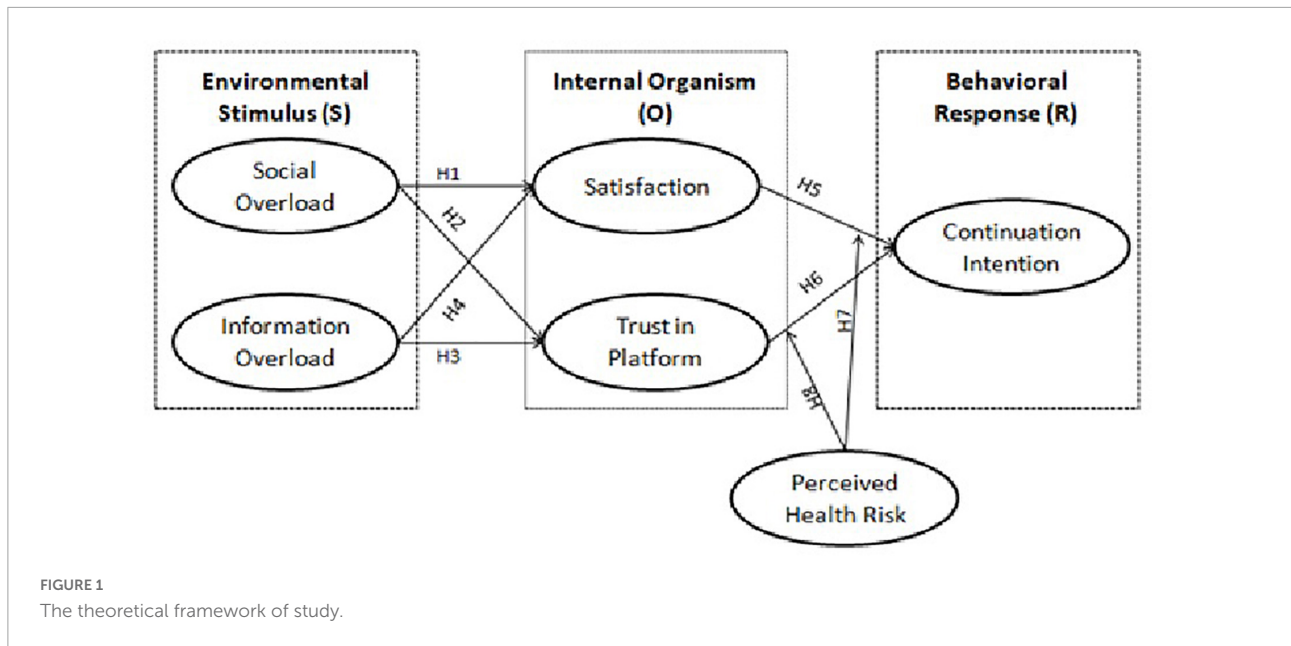 Environmental
Stimulus (S)
Social
Overload
Information
Overload
H1
H2
H4
H3
Internal Organism
(O)
Satisfaction
Trust in
Platform
H5
H6
H7
H8
Behavioral
Response (R)
Continuation
Intention
Perceived
Health Risk
FIGURE 1
The theoretical framework of study.